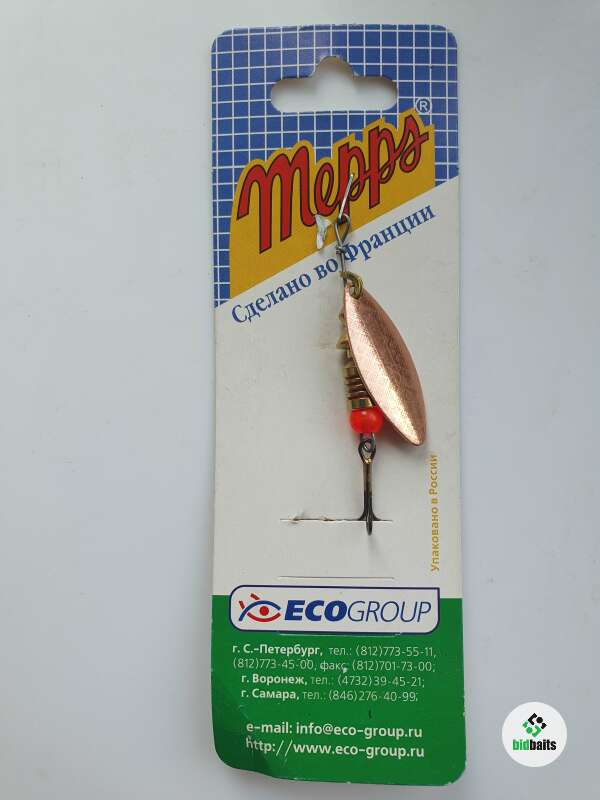 Mepps®
Сделано во Франции
Упаковано в России
ECOGROUP
г. С.-Петербург, тел.: (812)773-55-11,
(812)773-45-00, факс: (812)701-73-00;
г. Воронеж, тел.: (4732)39-45-21;
г. Самара, тел.: (846)276-40-99;
e-mail: info@eco-group.ru
http://www.eco-group.ru
bidbaits